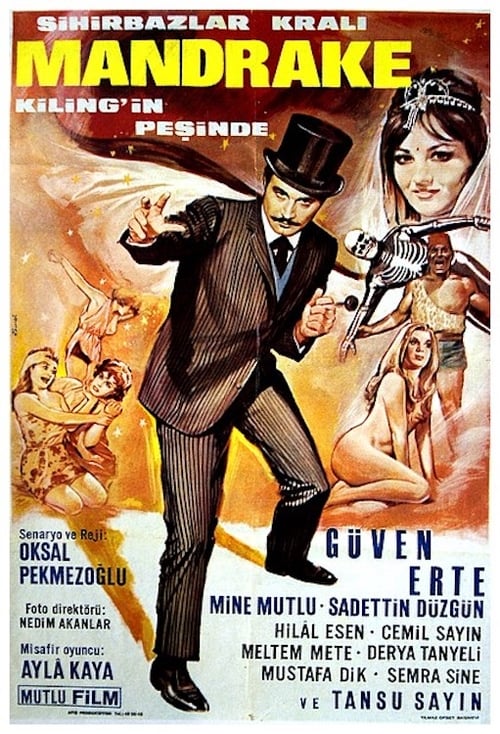 SİHİRBAZLAR KRALI
MANDRAKE
KİLİNG'İN
PEŞİNDE
Senaryo ve Reji:
OKSAL
PEKMEZOĞLU
Foto direktörü:
NEDİM AKANLAR
Misafir oyuncu:
AYLÂ KAYA
MUTLU FİLM
GÜVEN
ERTE
MİNE MUTLU · SADETTİN DÜZGÜN
HİLÂL ESEN · CEMİL SAYIN
MELTEM METE · DERYA TANYELİ
MUSTAFA DİK · SEMRA SİNE
VE TANSU SAYIN